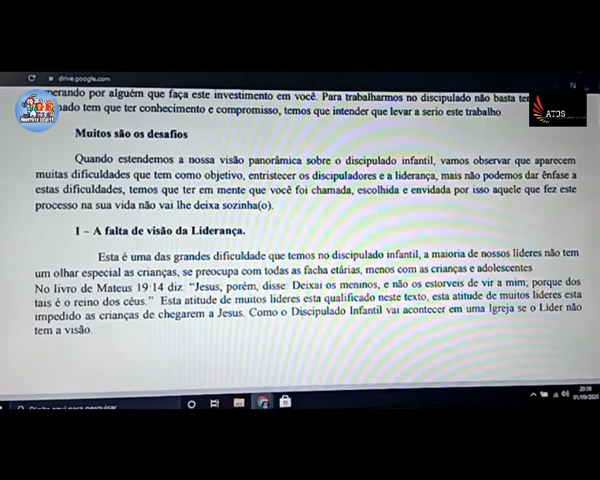 drive.google.com
perando por alguém que faça este investimento em você. Para trabalharmos no discipulado não basta
mado tem que ter conhecimento e compromisso, temos que intender que levar a serio este trabalho
ATOS
Muitos são os desafios
Quando estendemos a nossa visão panorâmica sobre o discipulado infantil, vamos observar que aparecem
muitas dificuldades que tem como objetivo, entristecer os discipuladores e a liderança, mais não podemos dar ênfase a
estas dificuldades, temos que ter em mente que você foi chamada, escolhida e envidada por isso aquele que fez este
processo na sua vida não vai lhe deixa sozinha(o).
1 – A falta de visão da Liderança.
Esta é uma das grandes dificuldade que temos no discipulado infantil, a maioria de nossos lideres não tem
um olhar especial as crianças, se preocupa com todas as facha etárias, menos com as crianças e adolescentes
No livro de Mateus 19:14 diz: “Jesus, porém, disse: Deixai os meninos, e não os estorveis de vir a mim; porque dos
tais é o reino dos céus.” Esta atitude de muitos lideres esta qualificado neste texto, esta atitude de muitos lideres esta
impedido as crianças de chegarem a Jesus. Como o Discipulado Infantil vai acontecer em uma Igreja se o Líder não
tem a visão.
20:59
Digite aqui para pesquisar
01/09/2020